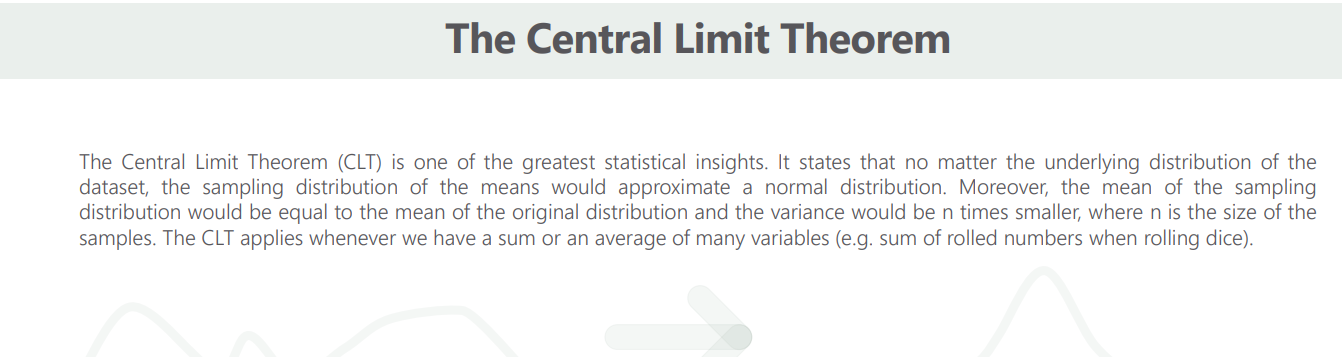 The Central Limit Theorem
The Central Limit Theorem (CLT) is one of the greatest statistical insights. It states that no matter the underlying distribution of the
dataset, the sampling distribution of the means would approximate a normal distribution. Moreover, the mean of the sampling
distribution would be equal to the mean of the original distribution and the variance would be n times smaller, where n is the size of the
samples. The CLT applies whenever we have a sum or an average of many variables (e.g. sum of rolled numbers when rolling dice).